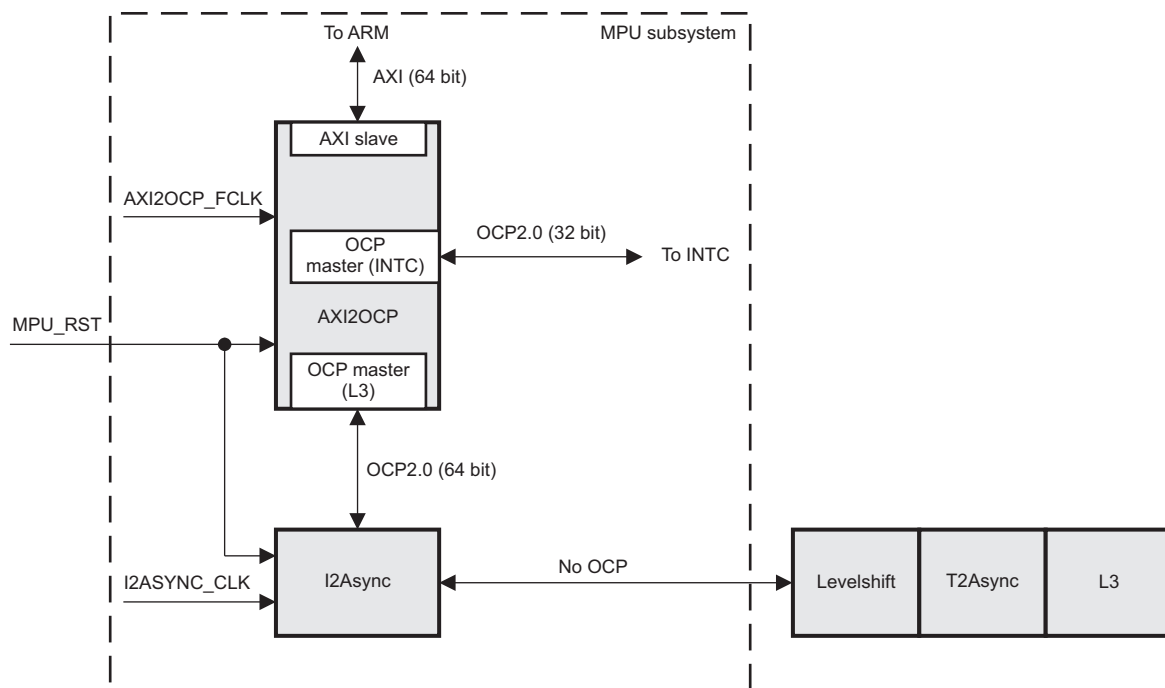 To ARM
MPU subsystem
AXI (64 bit)
AXI slave
AXI2OCP_FCLK
OCP
master (INTC)
OCP2.0 (32 bit)
To INTC
AXI2OCP
MPU_RST
OCP master
(L3)
OCP2.0 (64 bit)
I2ASYNC_CLK
I2Async
No OCP
Levelshift
T2Async
L3